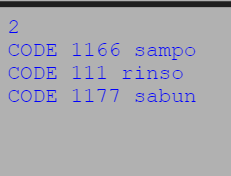 2
CODE 1166 sampo
CODE 111 rinso
CODE 1177 sabun